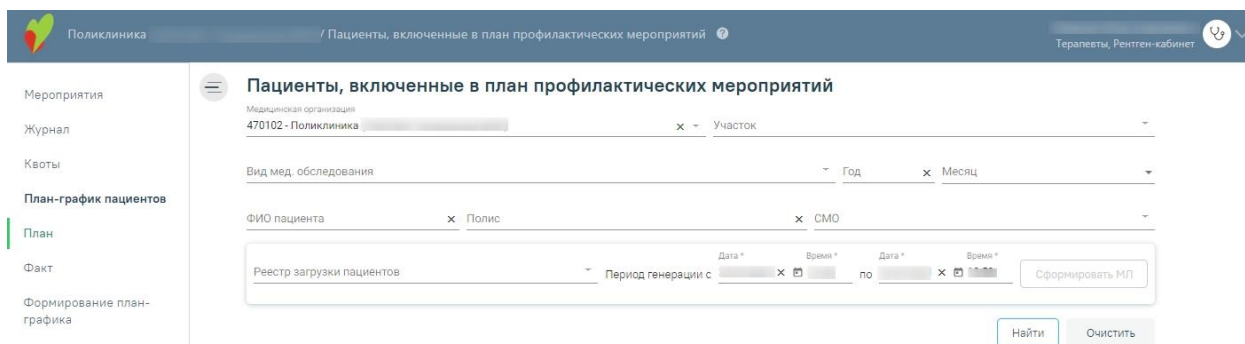 Поликлиника / Пациенты, включенные в план профилактических мероприятий ?
Терапевты, Рентген-кабинет
Мероприятия
Журнал
Квоты
План-график пациентов
План
Факт
Формирование план-
графика
Пациенты, включенные в план профилактических мероприятий
Медицинская организация
470102 - Поликлиника
Участок
Вид мед. обследования
Год
Месяц
ФИО пациента
Полис
СМО
Реестр загрузки пациентов
Период генерации с
Дата *
Время *
по
Дата *
Время *
Сформировать МЛ
Найти
Очистить